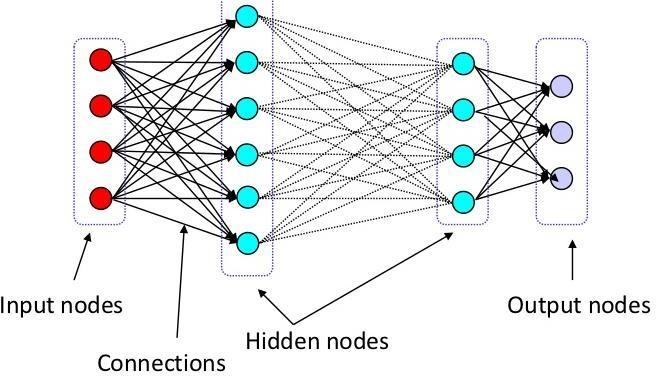 Input nodes
Output nodes
Hidden nodes
Connections